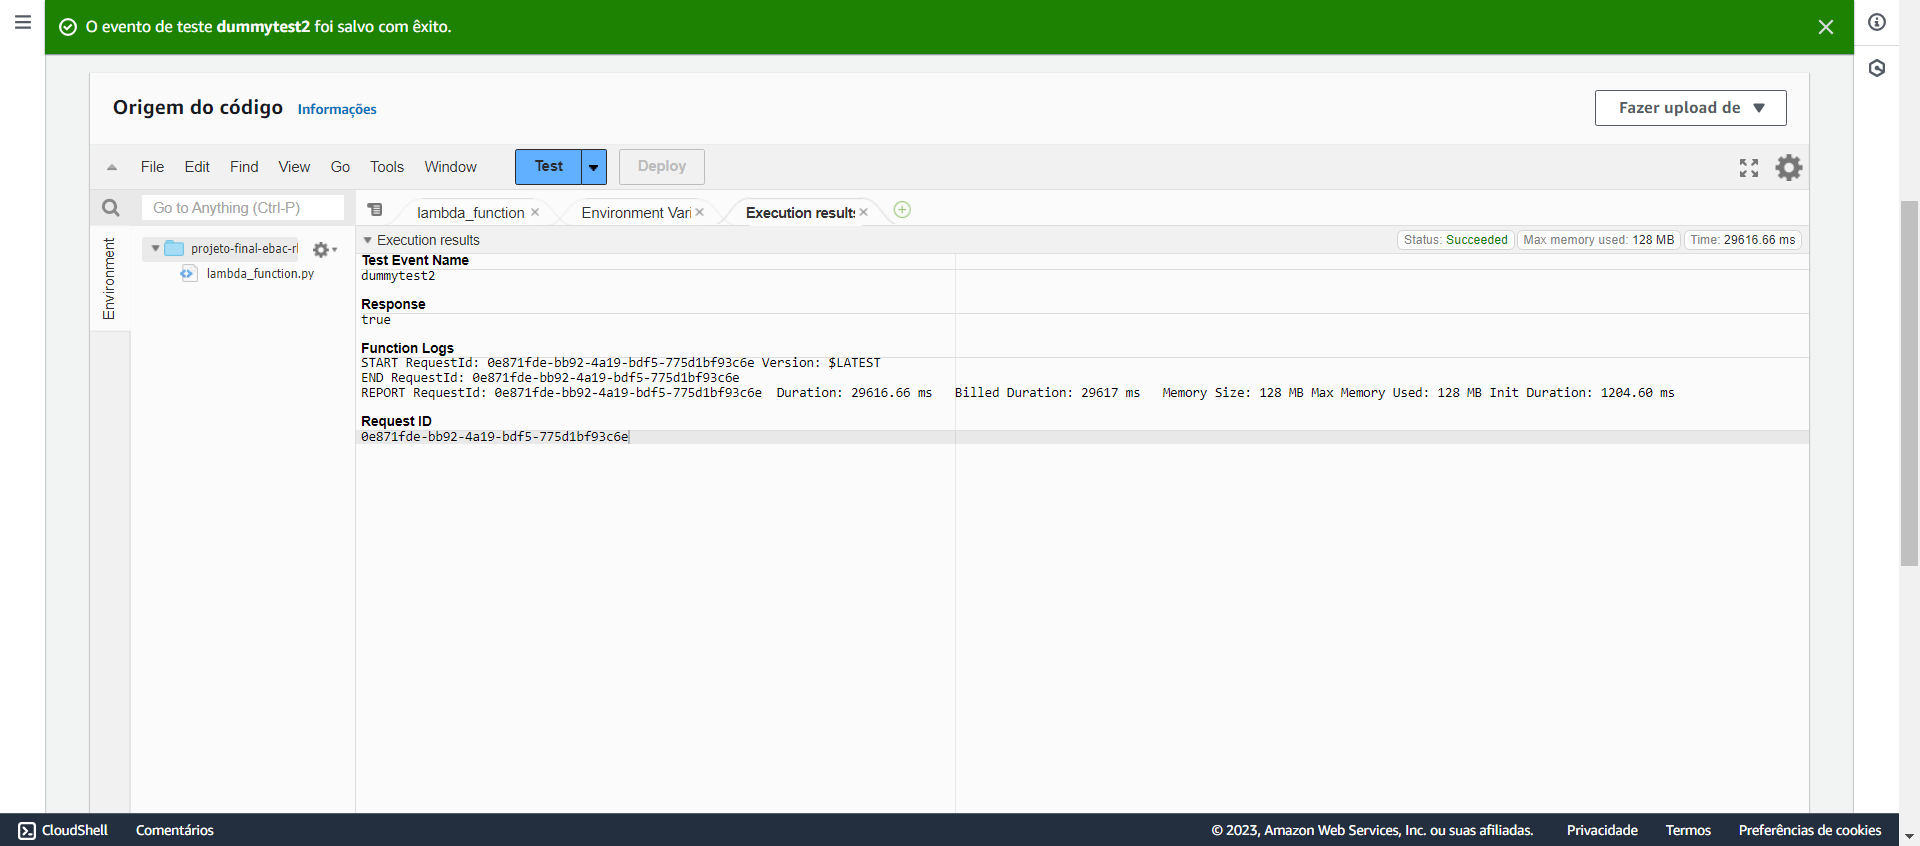 O evento de teste dummytest2 foi salvo com êxito.
Origem do código Informações
Fazer upload de
File Edit Find View Go Tools Window Test Deploy
Go to Anything (Ctrl-P)
lambda_function Environment Vari Execution results
Environment
projeto-final-ebac-rl
lambda_function.py
Execution results
Status: Succeeded Max memory used: 128 MB Time: 29616.66 ms
Test Event Name
dummytest2
Response
true
Function Logs
START RequestId: 0e871fde-bb92-4a19-bdf5-775d1bf93c6e Version: $LATEST
END RequestId: 0e871fde-bb92-4a19-bdf5-775d1bf93c6e
REPORT RequestId: 0e871fde-bb92-4a19-bdf5-775d1bf93c6e Duration: 29616.66 ms Billed Duration: 29617 ms Memory Size: 128 MB Max Memory Used: 128 MB Init Duration: 1204.60 ms
Request ID
0e871fde-bb92-4a19-bdf5-775d1bf93c6e
CloudShell Comentários © 2023, Amazon Web Services, Inc. ou suas afiliadas. Privacidade Termos Preferências de cookies